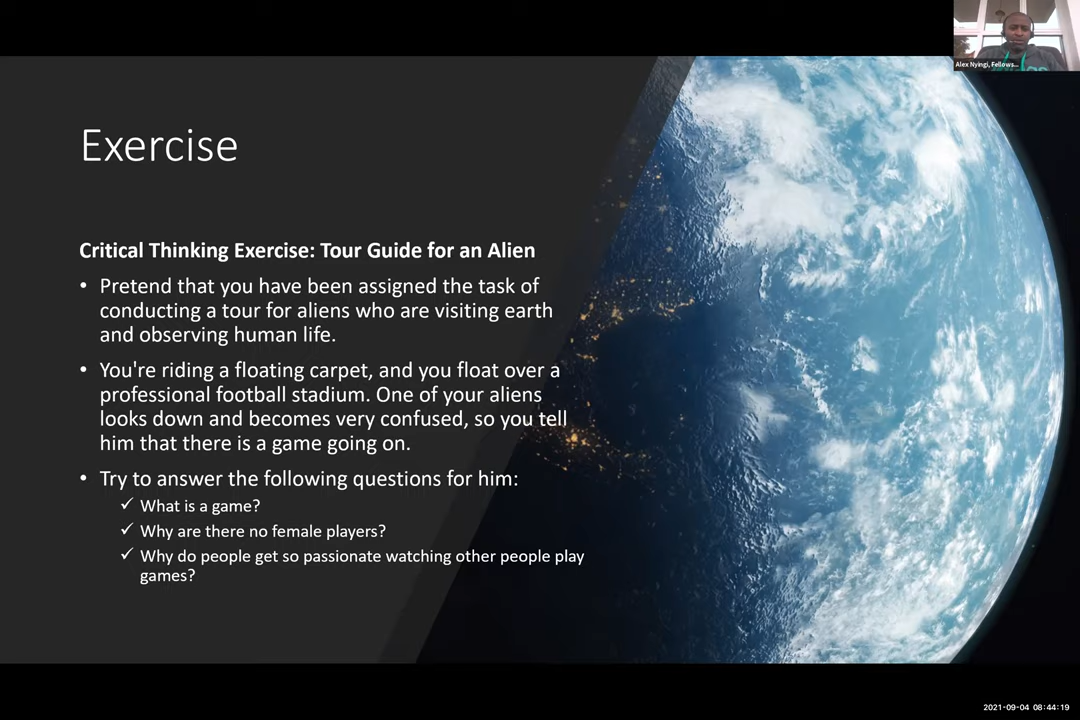 Alex Nyingi, Fellows...
Exercise
Critical Thinking Exercise: Tour Guide for an Alien
• Pretend that you have been assigned the task of
conducting a tour for aliens who are visiting earth
and observing human life.
• You're riding a floating carpet, and you float over a
professional football stadium. One of your aliens
looks down and becomes very confused, so you tell
him that there is a game going on.
• Try to answer the following questions for him:
✓ What is a game?
✓ Why are there no female players?
✓ Why do people get so passionate watching other people play
games?
2021-09-04 08:44:19